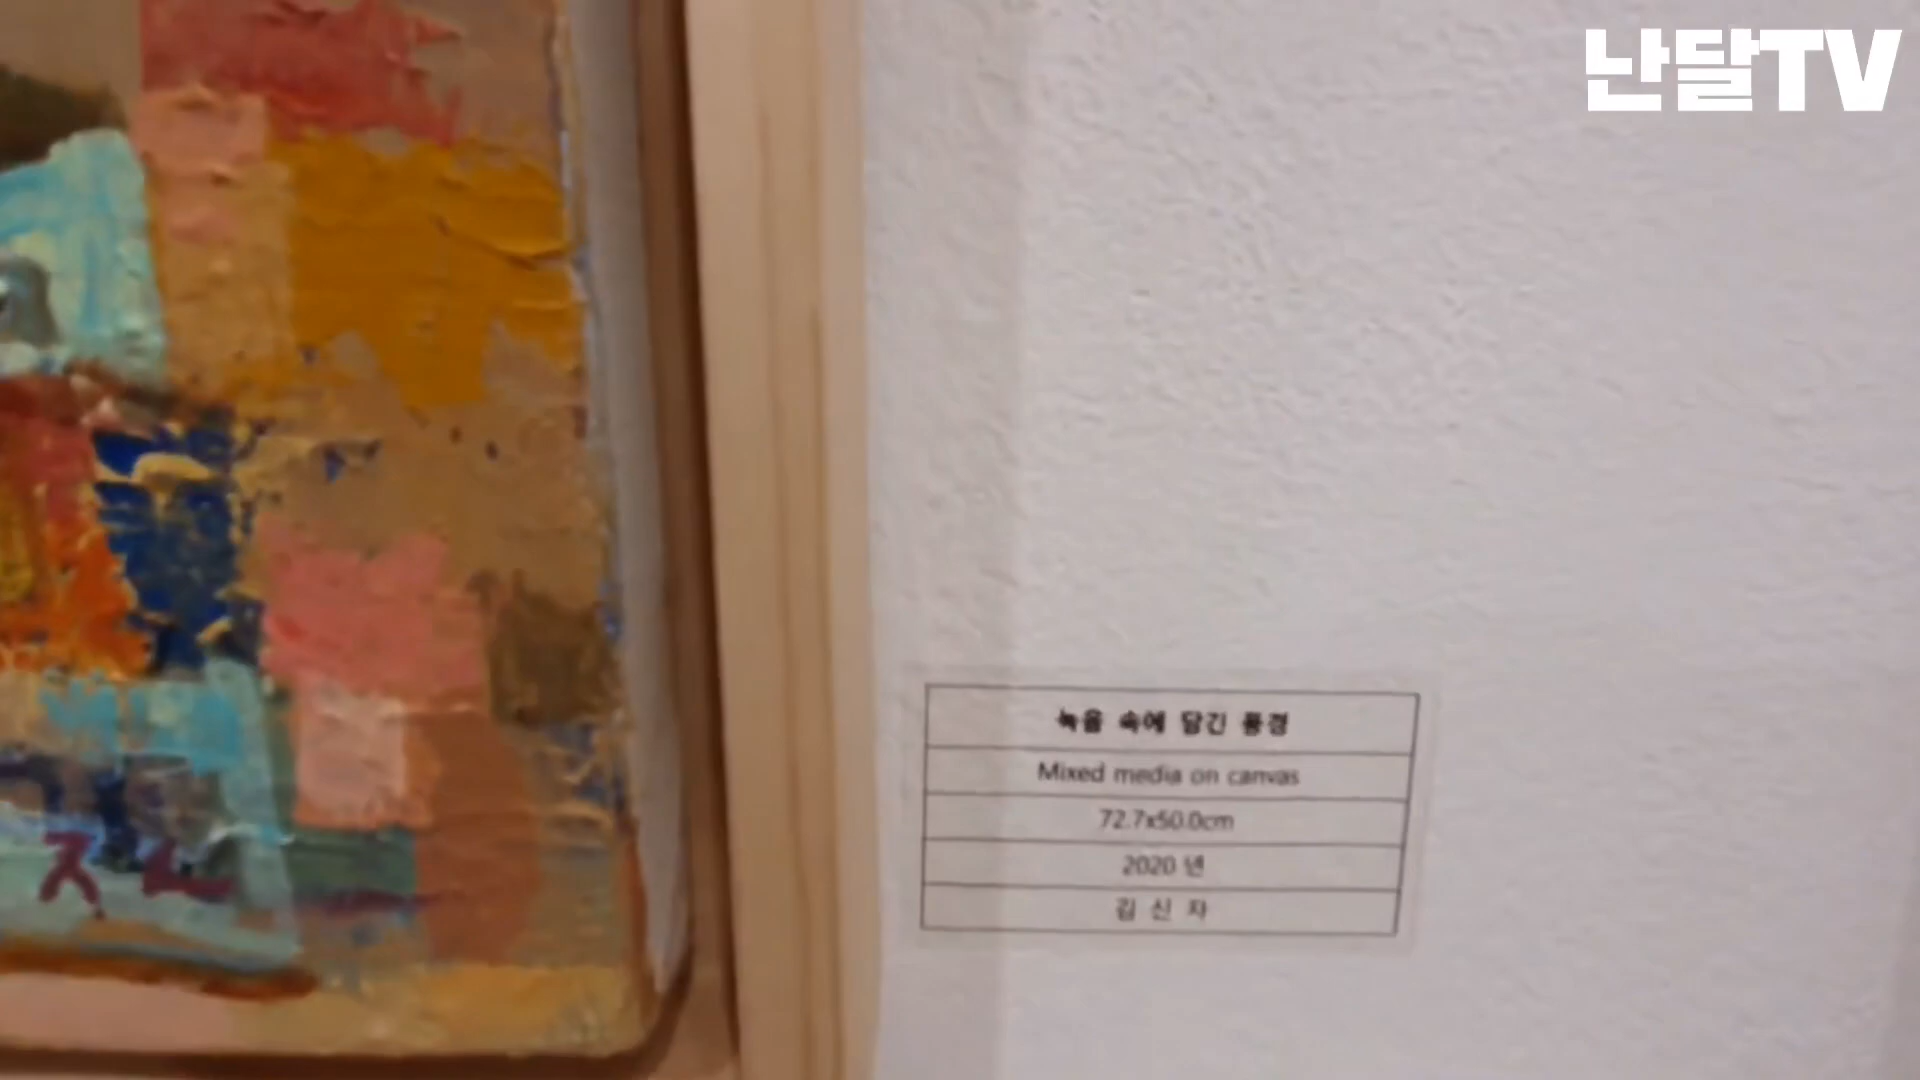 난달TV
녹음 속에 담긴 풍경
Mixed media on canvas
72.7x50.0cm
2020 년
김 신 자